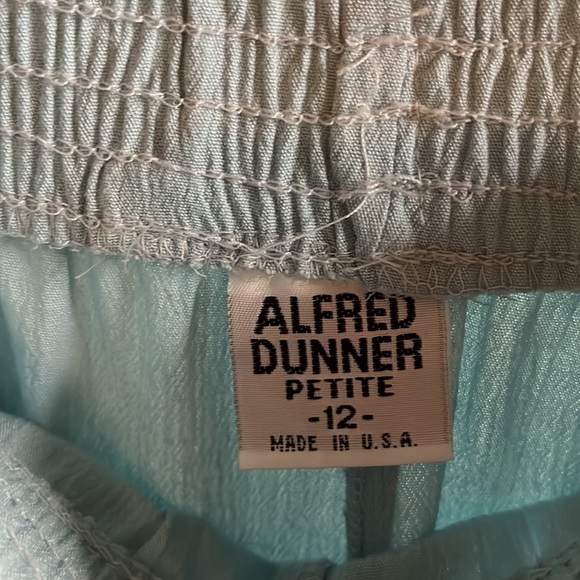 ALFRED
DUNNER
PETITE
-12-
MADE IN U.S.A.